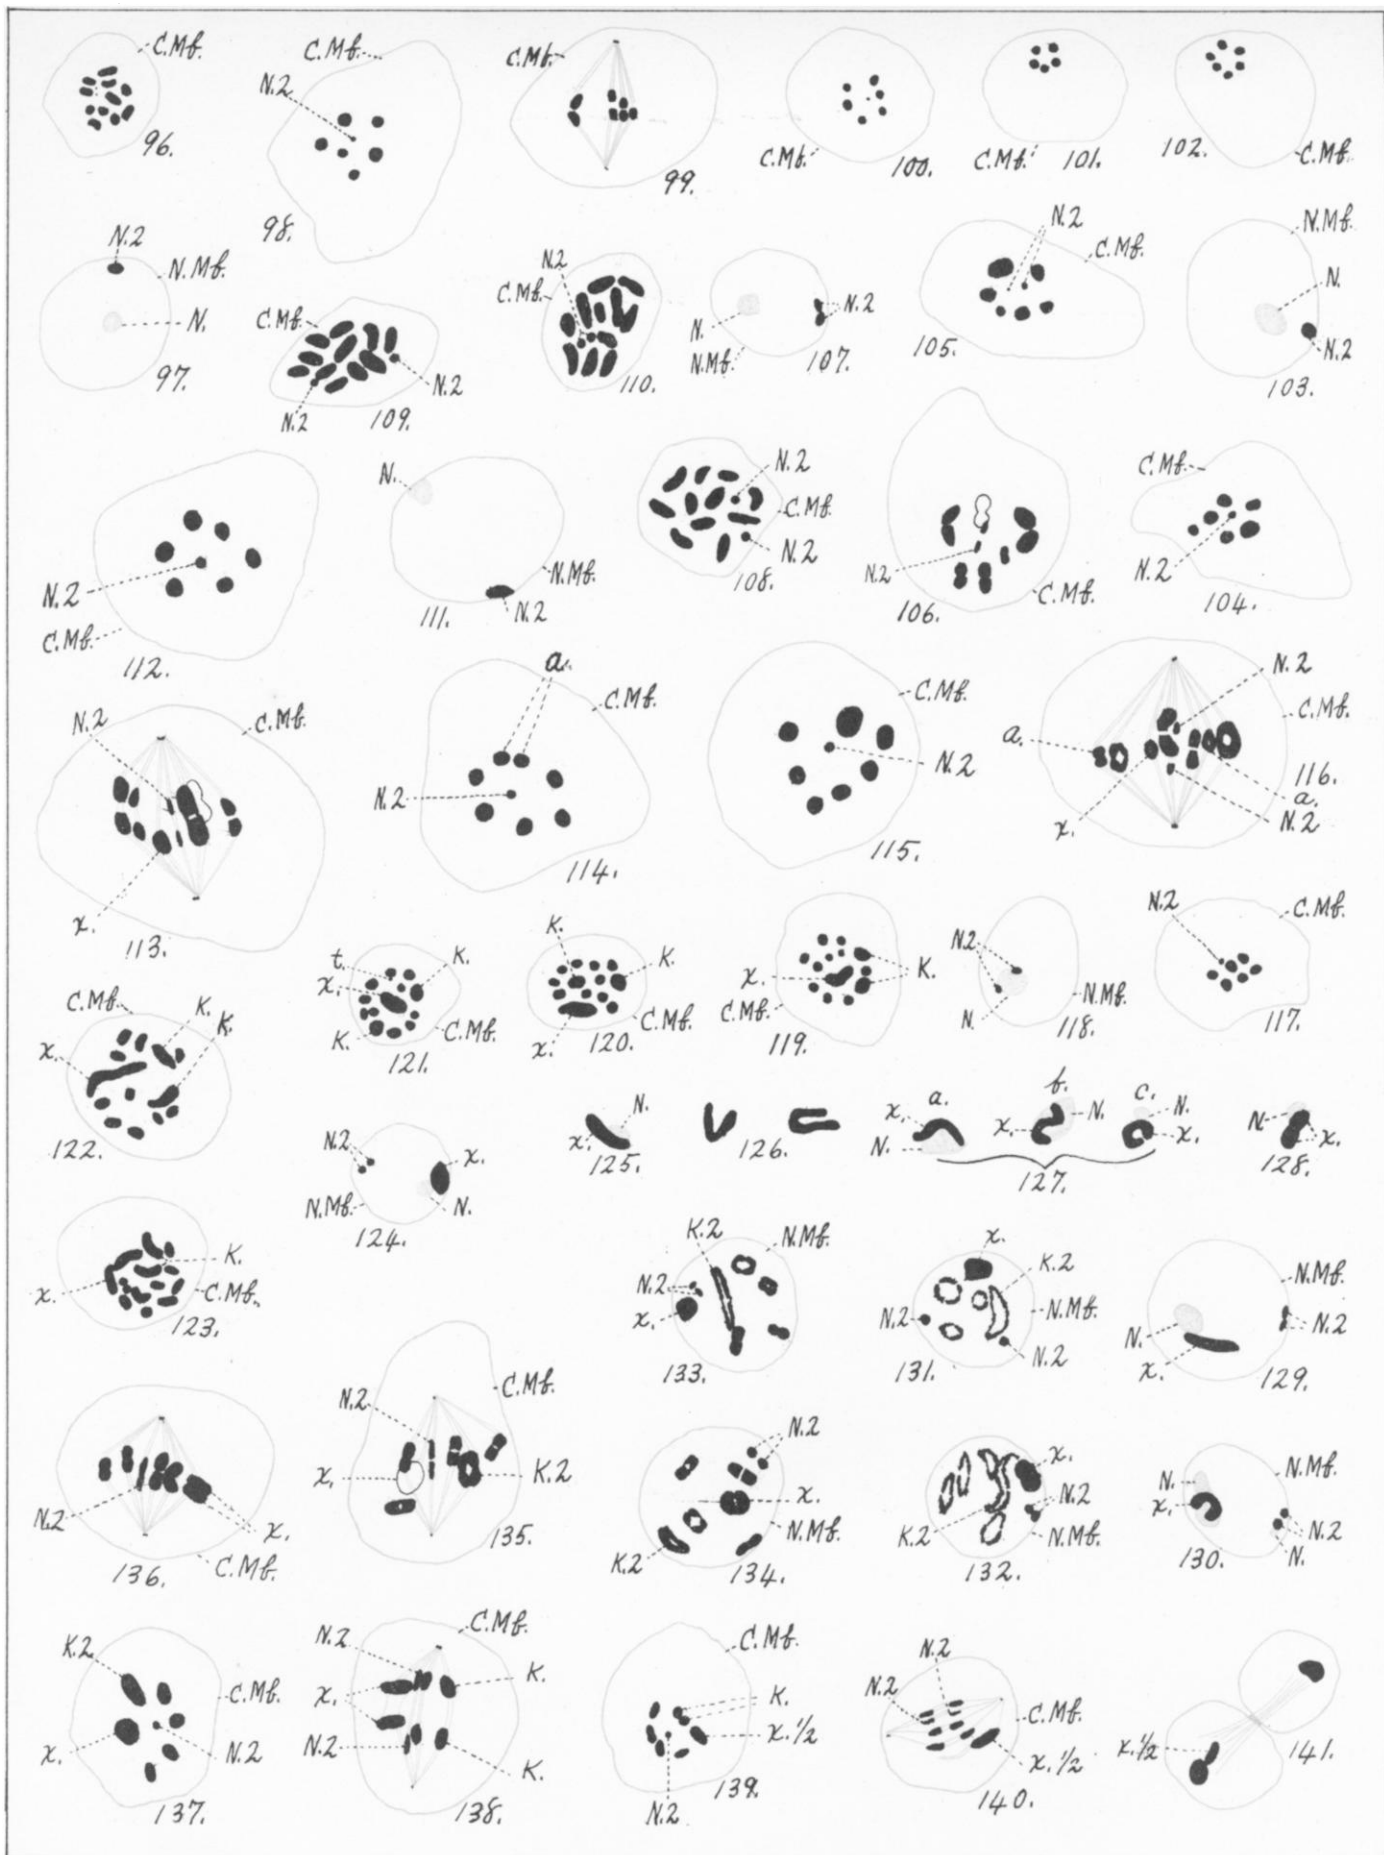 C.Mb.
96.
C.Mb.
N.2
98.
C.Mb.
99.
C.Mb.
100.
C.Mb.
101.
102.
C.Mb.
N.2
N.Mb.
N.
97.
C.Mb.
N.2
N.2
109.
N.2
C.Mb.
110.
N.
N.Mb.
N.2
107.
N.2
C.Mb.
105.
N.Mb.
N.
N.2
103.
N.2
C.Mb.
112.
N.
N.Mb.
N.2
111.
N.2
C.Mb.
N.2
108.
N.2
C.Mb.
106.
C.Mb.
N.2
104.
N.2
C.Mb.
x.
113.
a.
C.Mb.
N.2
114.
C.Mb.
N.2
115.
N.2
C.Mb.
a.
116.
a.
N.2
x.
C.Mb.
K.
K.
x.
122.
t.
x.
K.
K.
C.Mb.
121.
K.
K.
C.Mb.
x.
120.
x.
K.
C.Mb.
119.
N.2
N.
N.Mb.
118.
N.2
C.Mb.
117.
x.
K.
C.Mb.
123.
N.2
x.
N.Mb.
N.
124.
N.
x.
125.
126.
a.
x.
N.
b.
N.
x.
c.
N.
x.
127.
N.
x.
128.
K.2
N.Mb.
N.2
x.
133.
x.
K.2
N.Mb.
N.2
N.2
131.
N.Mb.
N.2
N.
x.
129.
N.2
x.
C.Mb.
136.
N.2
C.Mb.
x.
K.2
135.
N.2
x.
N.Mb.
K.2
134.
x.
N.2
K.2
N.Mb.
132.
N.
N.Mb.
x.
N.2
N.
130.
K.2
C.Mb.
x.
N.2
137.
N.2
C.Mb.
x.
K.
N.2
K.
138.
C.Mb.
K.
x.1/2
139.
N.2
N.2
N.2
C.Mb.
x.1/2
140.
x.1/2
141.